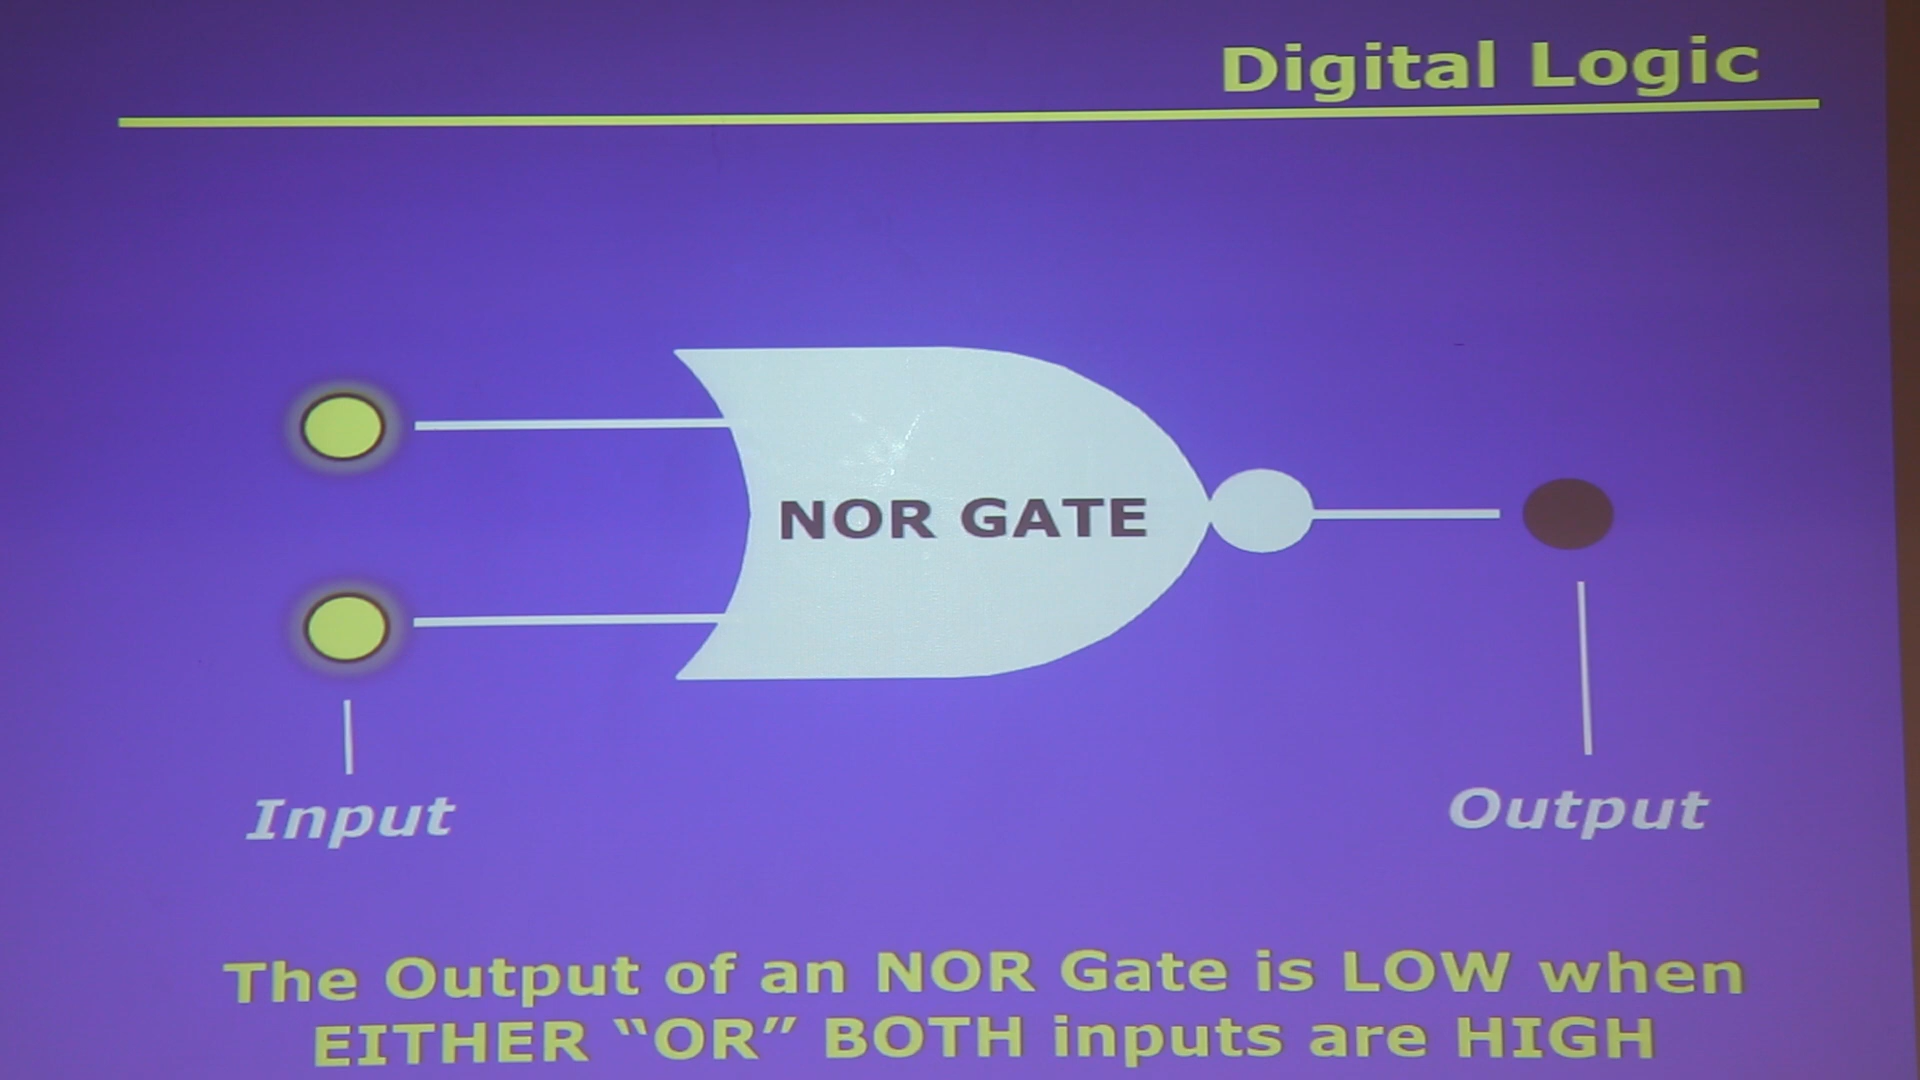 Digital Logic
NOR GATE
Input
Output
The Output of an NOR Gate is LOW when
EITHER “OR” BOTH inputs are HIGH